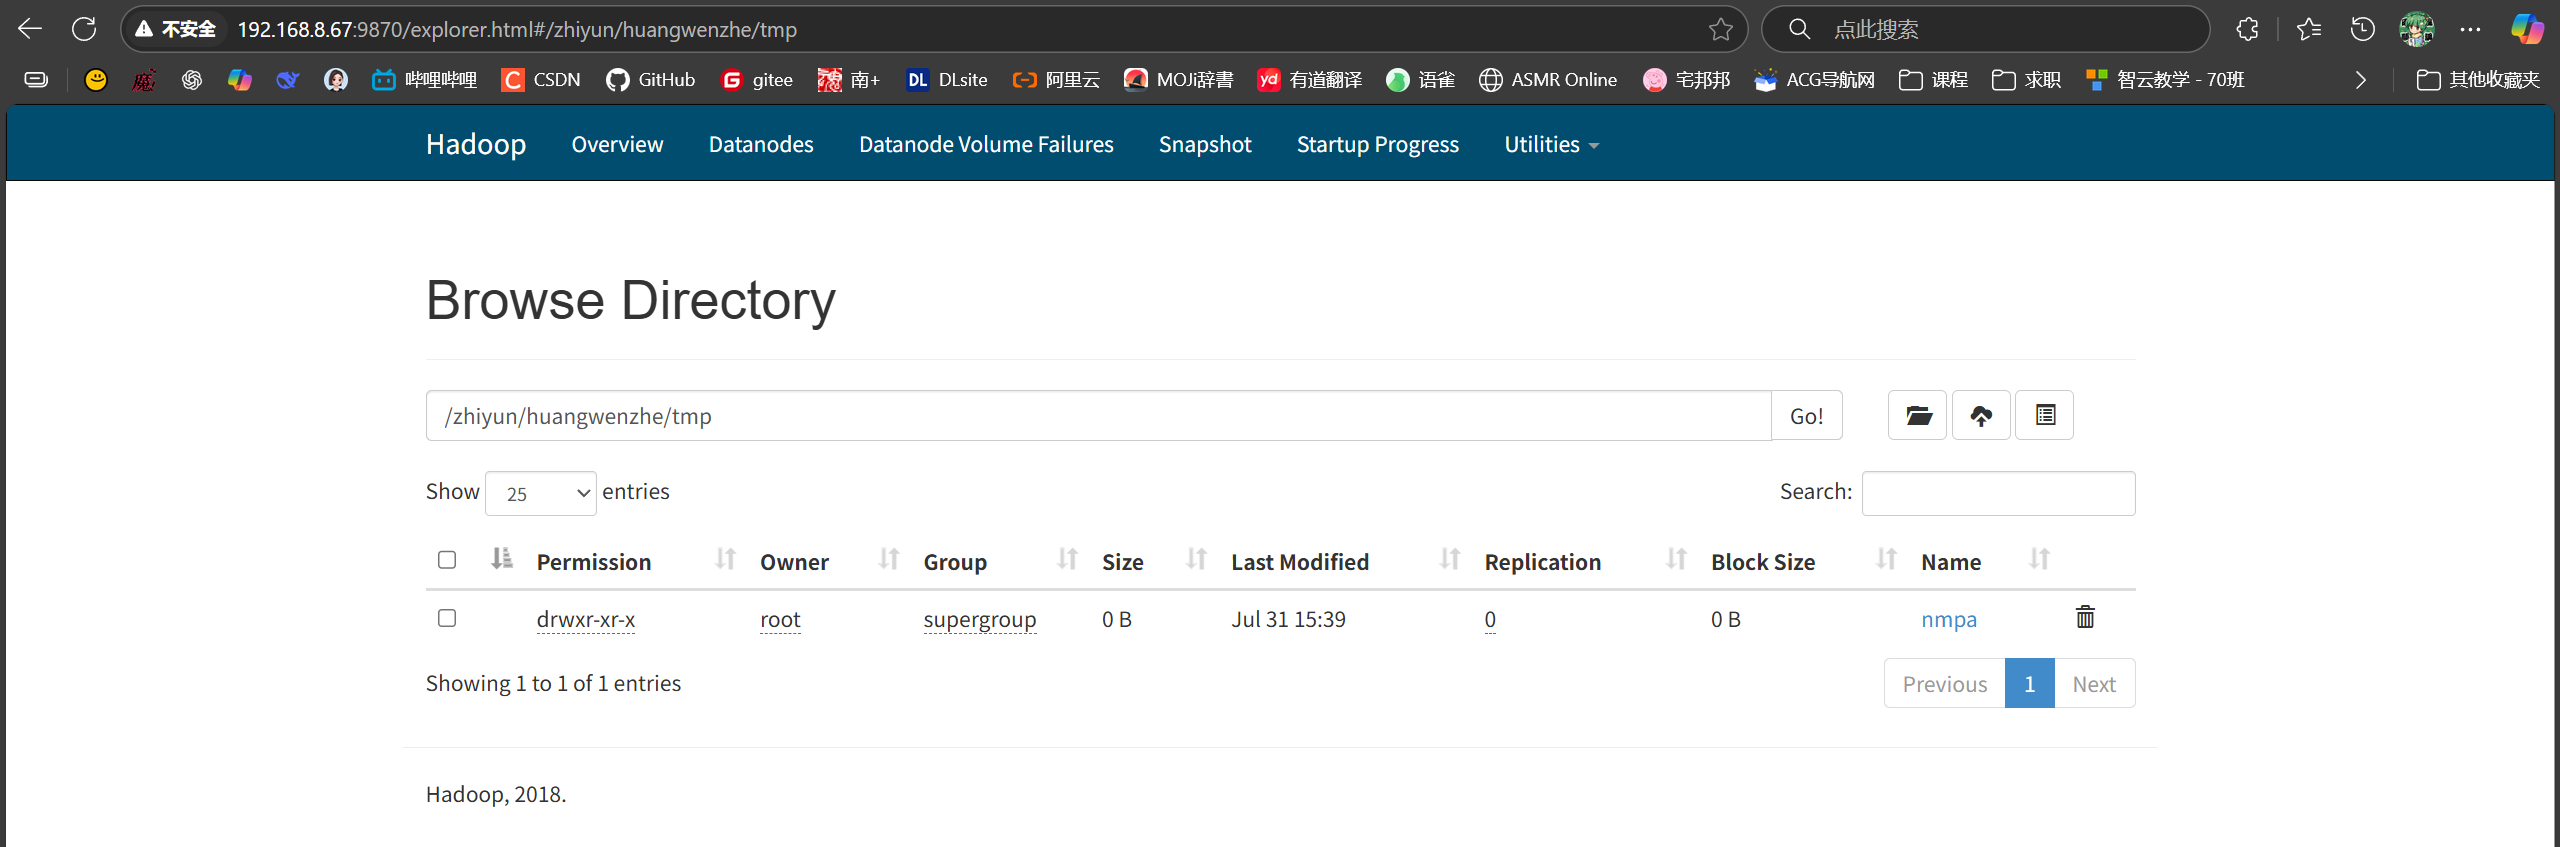 不安全 192.168.8.67:9870/explorer.html#/zhiyun/huangwenzhe/tmp 点此搜索
哔哩哔哩 CSDN GitHub gitee 南+ DLsite 阿里云 MOJi辞書 有道翻译 语雀 ASMR Online 宅邦邦 ACG导航网 课程 求职 智云教学 - 70班 其他收藏夹
Hadoop Overview Datanodes Datanode Volume Failures Snapshot Startup Progress Utilities
Browse Directory
/zhiyun/huangwenzhe/tmp Go!
Show 25 entries Search:
Permission Owner Group Size Last Modified Replication Block Size Name
drwxr-xr-x root supergroup 0 B Jul 31 15:39 0 0 B nmpa
Showing 1 to 1 of 1 entries Previous 1 Next
Hadoop, 2018.